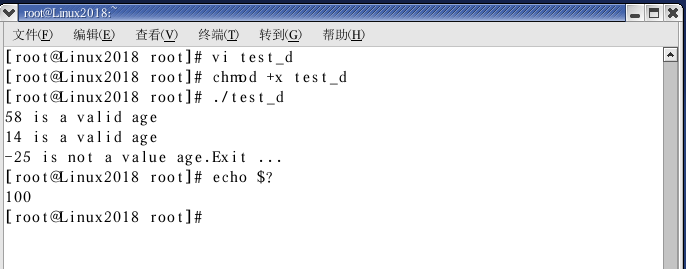 root@Linux2018:~
文件(F) 编辑(E) 查看(V) 终端(T) 转到(G) 帮助(H)
[root@Linux2018 root]# vi test_d
[root@Linux2018 root]# chmod +x test_d
[root@Linux2018 root]# ./test_d
58 is a valid age
14 is a valid age
-25 is not a value age.Exit ...
[root@Linux2018 root]# echo $?
100
[root@Linux2018 root]#